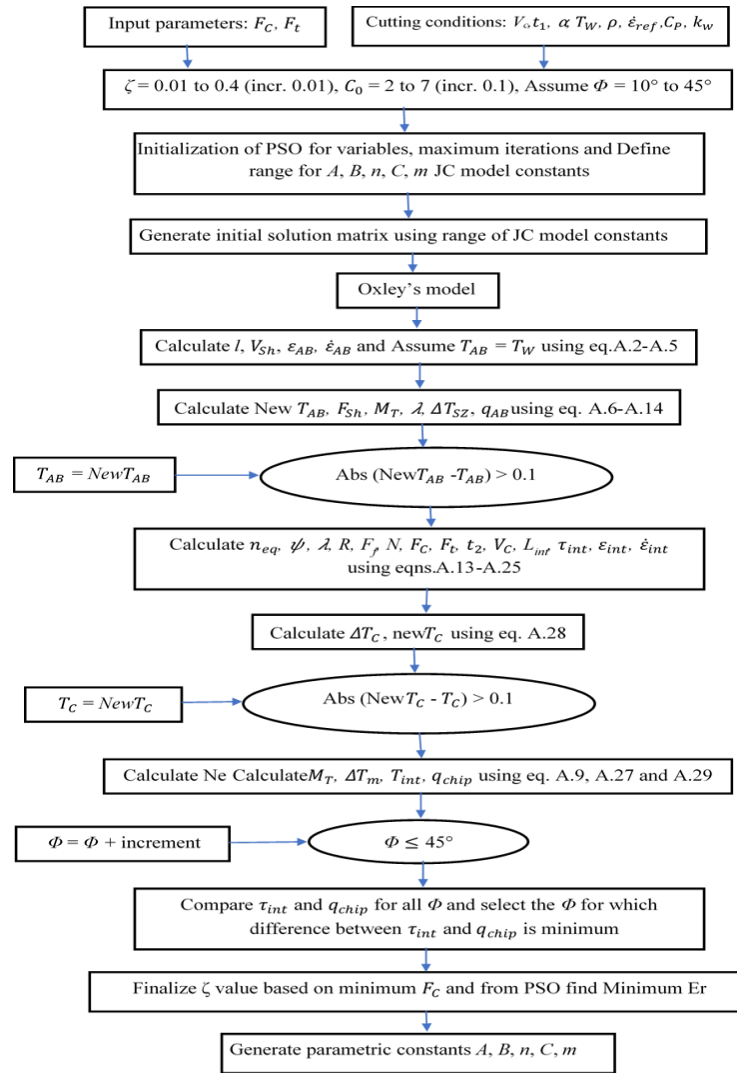 Input parameters: F_C, F_t
Cutting conditions: V_C, t_1, α, T_W, ρ, ε̇_ref, C_P, k_w
ζ = 0.01 to 0.4 (incr. 0.01), C_0 = 2 to 7 (incr. 0.1), Assume Φ = 10° to 45°
Initialization of PSO for variables, maximum iterations and Define
range for A, B, n, C, m JC model constants
Generate initial solution matrix using range of JC model constants
Oxley's model
Calculate l, V_Sh, ε_AB, ε̇_AB and Assume T_AB = T_W using eq.A.2-A.5
Calculate New T_AB, F_Sh, M_T, λ, ΔT_SZ, q_AB using eq. A.6-A.14
T_AB = NewT_AB
Abs (NewT_AB -T_AB) > 0.1
Calculate n_eq, ψ, λ, R, F_f, N, F_C, F_t, t_2, V_C, L_int, τ_int, ε_int, ε̇_int
using eqns.A.13-A.25
Calculate ΔT_C, newT_C using eq. A.28
T_C = NewT_C
Abs (NewT_C - T_C) > 0.1
Calculate Ne CalculateM_T, ΔT_m, T_int, q_chip using eq. A.9, A.27 and A.29
Φ = Φ + increment
Φ ≤ 45°
Compare τ_int and q_chip for all Φ and select the Φ for which
difference between τ_int and q_chip is minimum
Finalize ζ value based on minimum F_C and from PSO find Minimum Er
Generate parametric constants A, B, n, C, m